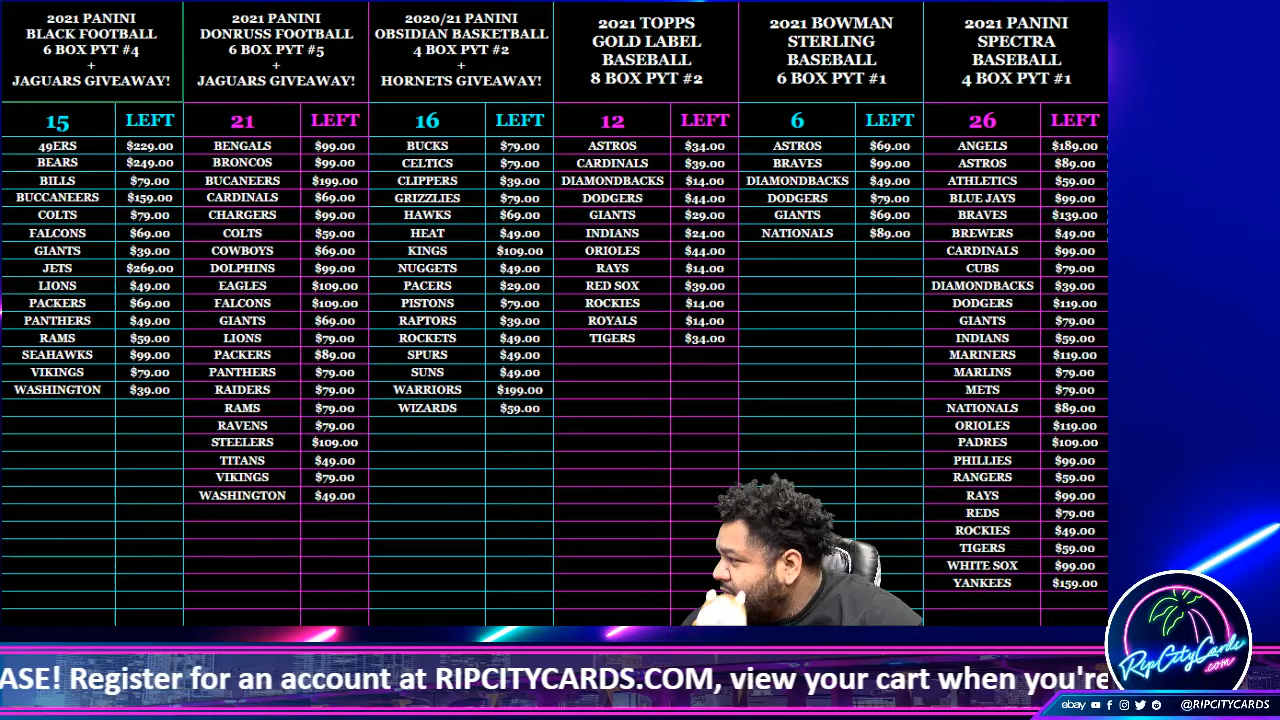 2021 PANINI
BLACK FOOTBALL
6 BOX PYT #4
+
JAGUARS GIVEAWAY!
15 LEFT
49ERS $229.00
BEARS $249.00
BILLS $79.00
BUCCANEERS $159.00
COLTS $79.00
FALCONS $69.00
GIANTS $39.00
JETS $269.00
LIONS $49.00
PACKERS $69.00
PANTHERS $49.00
RAMS $59.00
SEAHAWKS $99.00
VIKINGS $79.00
WASHINGTON $39.00
2021 PANINI
DONRUSS FOOTBALL
6 BOX PYT #5
+
JAGUARS GIVEAWAY!
21 LEFT
BENGALS $99.00
BRONCOS $99.00
BUCANEERS $199.00
CARDINALS $69.00
CHARGERS $99.00
COLTS $59.00
COWBOYS $69.00
DOLPHINS $99.00
EAGLES $109.00
FALCONS $109.00
GIANTS $69.00
LIONS $79.00
PACKERS $89.00
PANTHERS $79.00
RAIDERS $79.00
RAMS $79.00
RAVENS $79.00
STEELERS $109.00
TITANS $49.00
VIKINGS $79.00
WASHINGTON $49.00
2020/21 PANINI
OBSIDIAN BASKETBALL
4 BOX PYT #2
+
HORNETS GIVEAWAY!
16 LEFT
BUCKS $79.00
CELTICS $79.00
CLIPPERS $39.00
GRIZZLIES $79.00
HAWKS $69.00
HEAT $49.00
KINGS $109.00
NUGGETS $49.00
PACERS $29.00
PISTONS $79.00
RAPTORS $39.00
ROCKETS $49.00
SPURS $49.00
SUNS $49.00
WARRIORS $199.00
WIZARDS $59.00
2021 TOPPS
GOLD LABEL
BASEBALL
8 BOX PYT #2
12 LEFT
ASTROS $34.00
CARDINALS $39.00
DIAMONDBACKS $14.00
DODGERS $44.00
GIANTS $29.00
INDIANS $24.00
ORIOLES $44.00
RAYS $14.00
RED SOX $39.00
ROCKIES $14.00
ROYALS $14.00
TIGERS $34.00
2021 BOWMAN
STERLING
BASEBALL
6 BOX PYT #1
6 LEFT
ASTROS $69.00
BRAVES $99.00
DIAMONDBACKS $49.00
DODGERS $79.00
GIANTS $69.00
NATIONALS $89.00
2021 PANINI
SPECTRA
BASEBALL
4 BOX PYT #1
26 LEFT
ANGELS $189.00
ASTROS $89.00
ATHLETICS $59.00
BLUE JAYS $99.00
BRAVES $139.00
BREWERS $49.00
CARDINALS $99.00
CUBS $79.00
DIAMONDBACKS $39.00
DODGERS $119.00
GIANTS $79.00
INDIANS $59.00
MARINERS $119.00
MARLINS $79.00
METS $79.00
NATIONALS $89.00
ORIOLES $119.00
PADRES $109.00
PHILLIES $99.00
RANGERS $59.00
RAYS $99.00
REDS $79.00
ROCKIES $49.00
TIGERS $59.00
WHITE SOX $99.00
YANKEES $159.00
ASE! Register for an account at RIPCITYCARDS.COM, view your cart when you're
RipCityCards
.com
ebay @RIPCITYCARDS